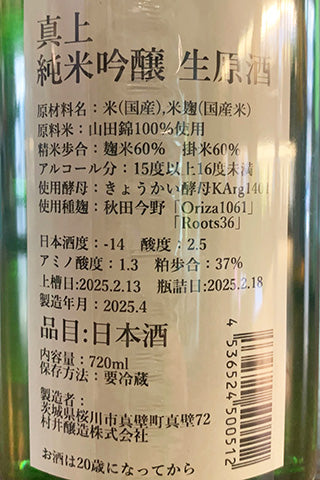 真上
純米吟醸 生原酒
原材料名：米(国産),米麹(国産米)
原料米：山田錦100%使用
精米歩合：麹米60% 掛米60%
アルコール分：15度以上16度未満
使用酵母：きょうかい酵母KArg1401
使用種麹：秋田今野「Oriza1061」
「Roots36」
日本酒度：-14 酸度：2.5
アミノ酸度：1.3 粕歩合：37%
上槽日:2025.2.13 瓶詰日:2025.2.18
製造年月：2025.4
品目:日本酒
内容量：720ml
保存方法：要冷蔵
製造者：
茨城県桜川市真壁町真壁72
村井醸造株式会社
お酒は20歳になってから
4 536524 500512